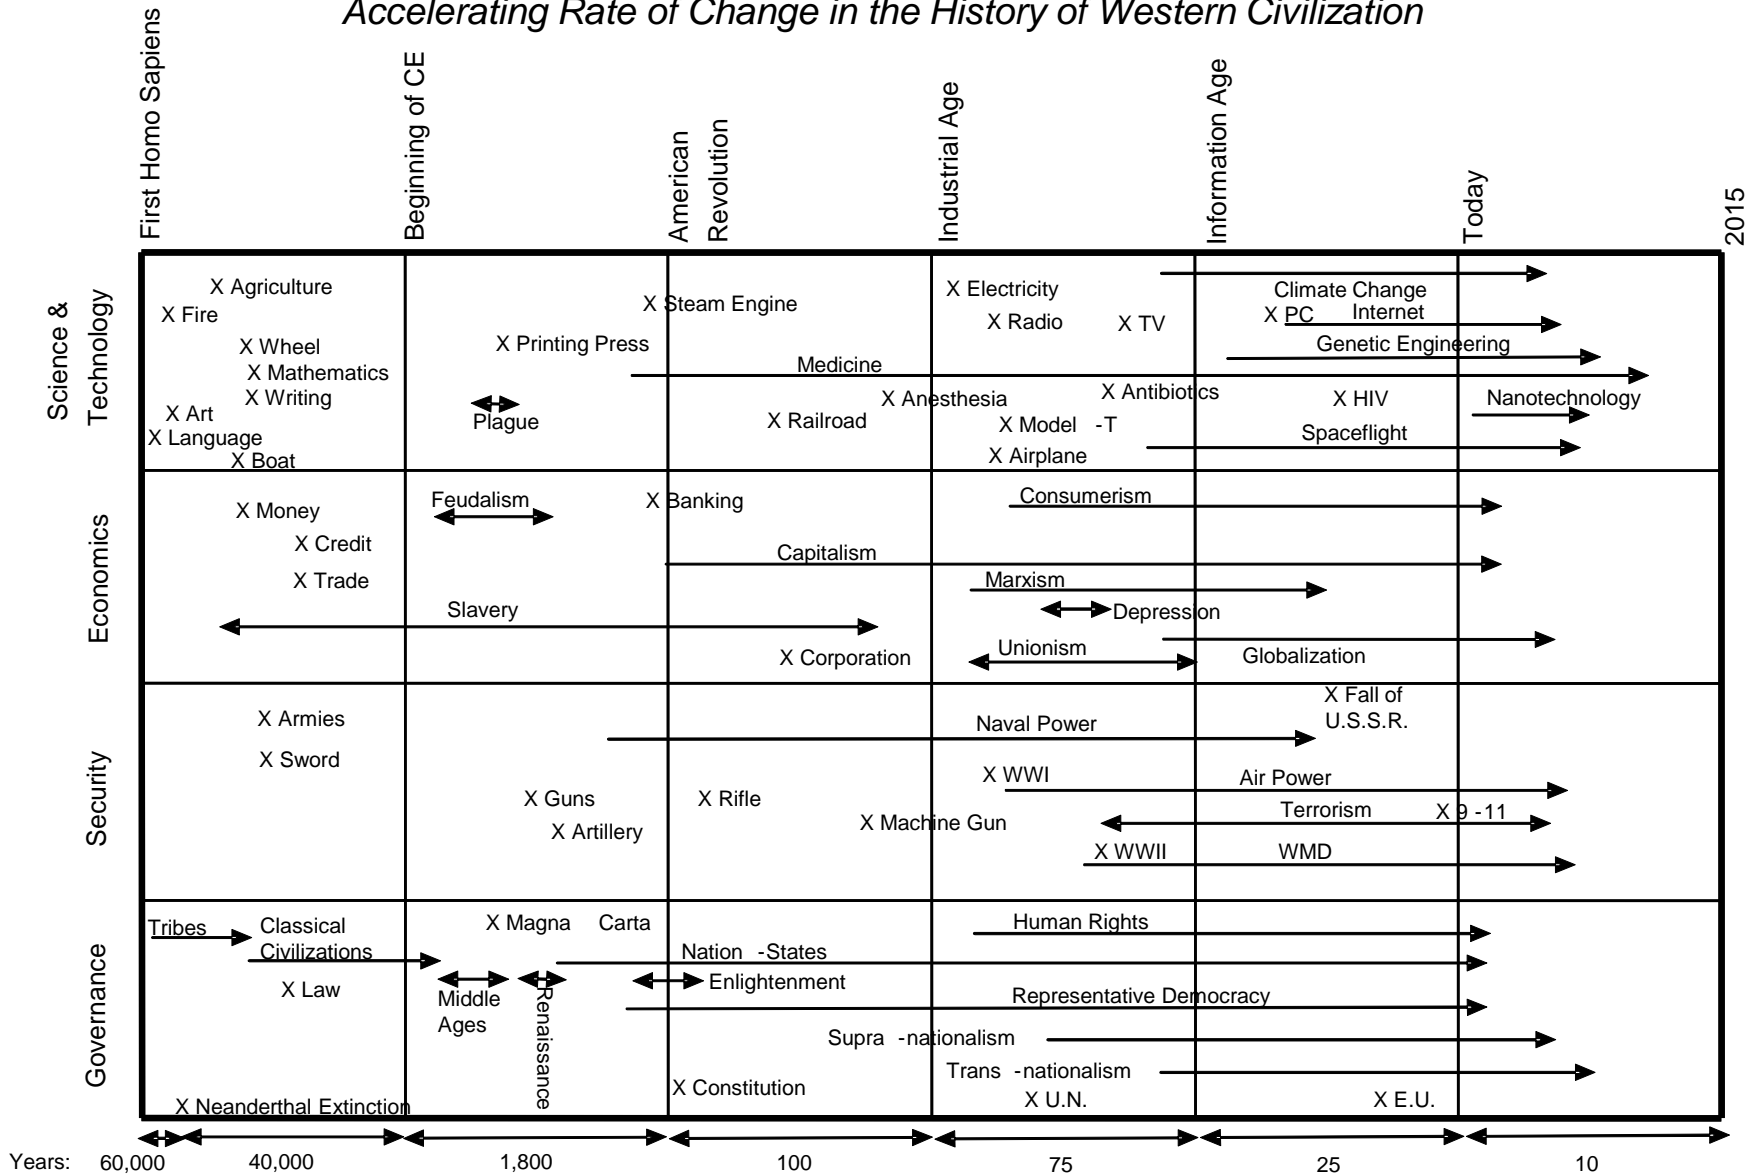 Accelerating Rate of Change in the History of Western Civilization
First Homo Sapiens
Beginning of CE
American
Revolution
Industrial Age
Information Age
Today
2015
Science &
Technology
X Agriculture
X Fire
X Wheel
X Mathematics
X Writing
X Art
X Language
X Boat
X Printing Press
Plague
X Steam Engine
Medicine
X Railroad
X Anesthesia
X Electricity
X Radio
X TV
X Antibiotics
X Model -T
X Airplane
Climate Change
X PC
Internet
Genetic Engineering
X HIV
Nanotechnology
Spaceflight
Economics
X Money
X Credit
X Trade
Feudalism
Slavery
X Banking
Capitalism
X Corporation
Consumerism
Marxism
Depression
Unionism
Globalization
Security
X Armies
X Sword
X Guns
X Artillery
X Rifle
X Machine Gun
Naval Power
X WWI
X WWII
X Fall of
U.S.S.R.
Air Power
Terrorism
X 9 -11
WMD
Governance
Tribes
Classical
Civilizations
X Law
X Neanderthal Extinction
X Magna Carta
Middle
Ages
Renaissance
Nation -States
Enlightenment
X Constitution
Human Rights
Representative Democracy
Supra -nationalism
Trans -nationalism
X U.N.
X E.U.
Years: 60,000 40,000 1,800 100 75 25 10